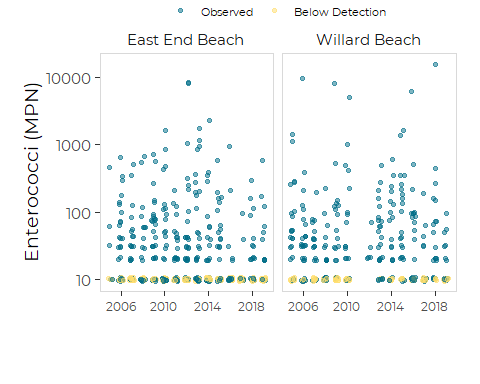 Observed Below Detection
East End Beach Willard Beach
Enterococci (MPN)
10000
1000
100
10
2006 2010 2014 2018 2006 2010 2014 2018